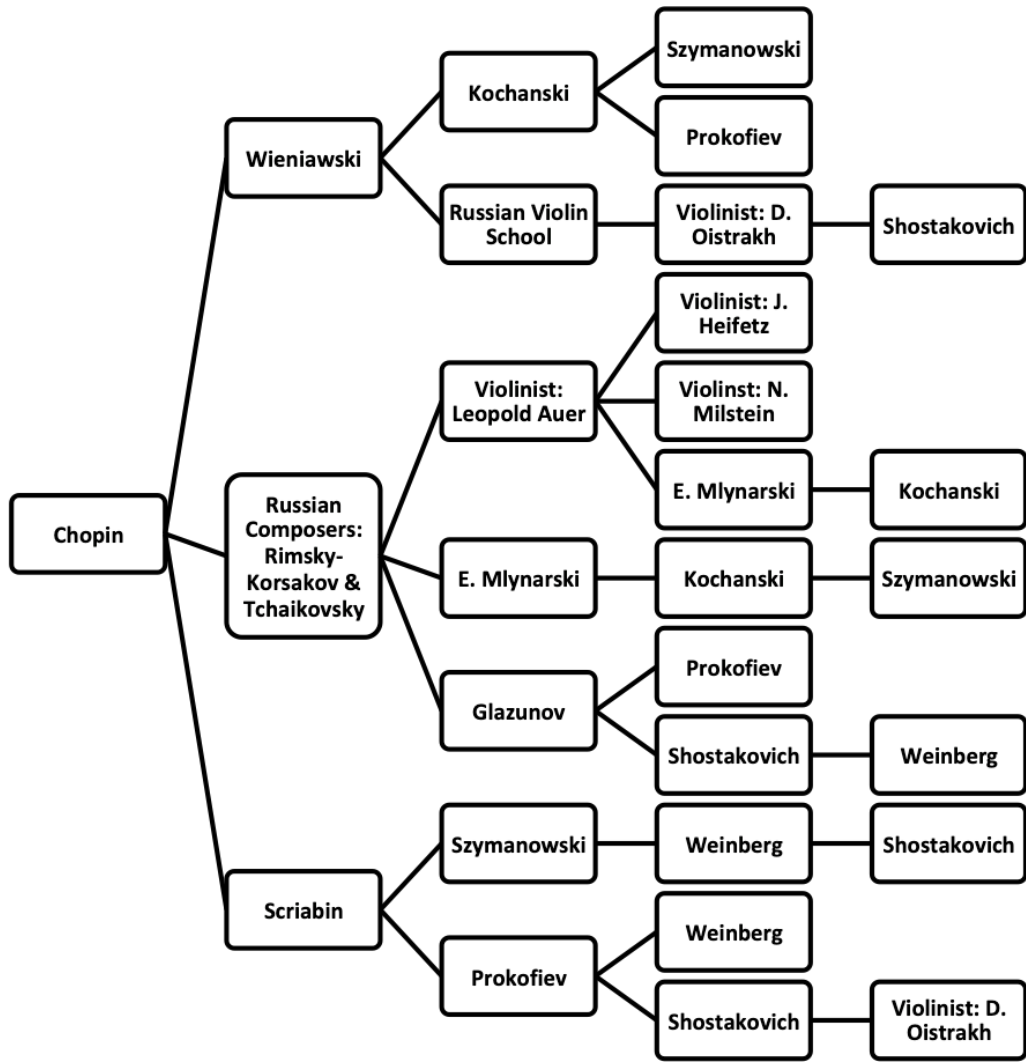 Szymanowski
Kochanski
Prokofiev
Wieniawski
Russian Violin
School
Violinist: D.
Oistrakh
Shostakovich
Violinist: J.
Heifetz
Violinist:
Leopold Auer
Violinst: N.
Milstein
E. Mlynarski
Kochanski
Chopin
Russian
Composers:
Rimsky-
Korsakov &
Tchaikovsky
E. Mlynarski
Kochanski
Szymanowski
Prokofiev
Glazunov
Shostakovich
Weinberg
Szymanowski
Weinberg
Shostakovich
Scriabin
Weinberg
Prokofiev
Shostakovich
Violinist: D.
Oistrakh